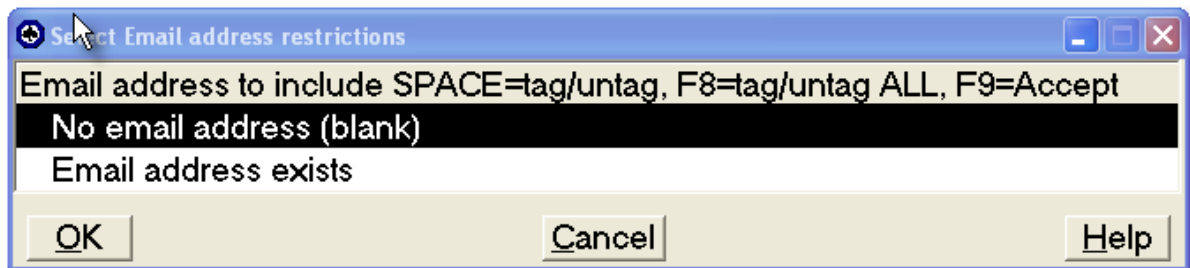 Select Email address restrictions
Email address to include SPACE=tag/untag, F8=tag/untag ALL, F9=Accept
No email address (blank)
Email address exists
OK
Cancel
Help